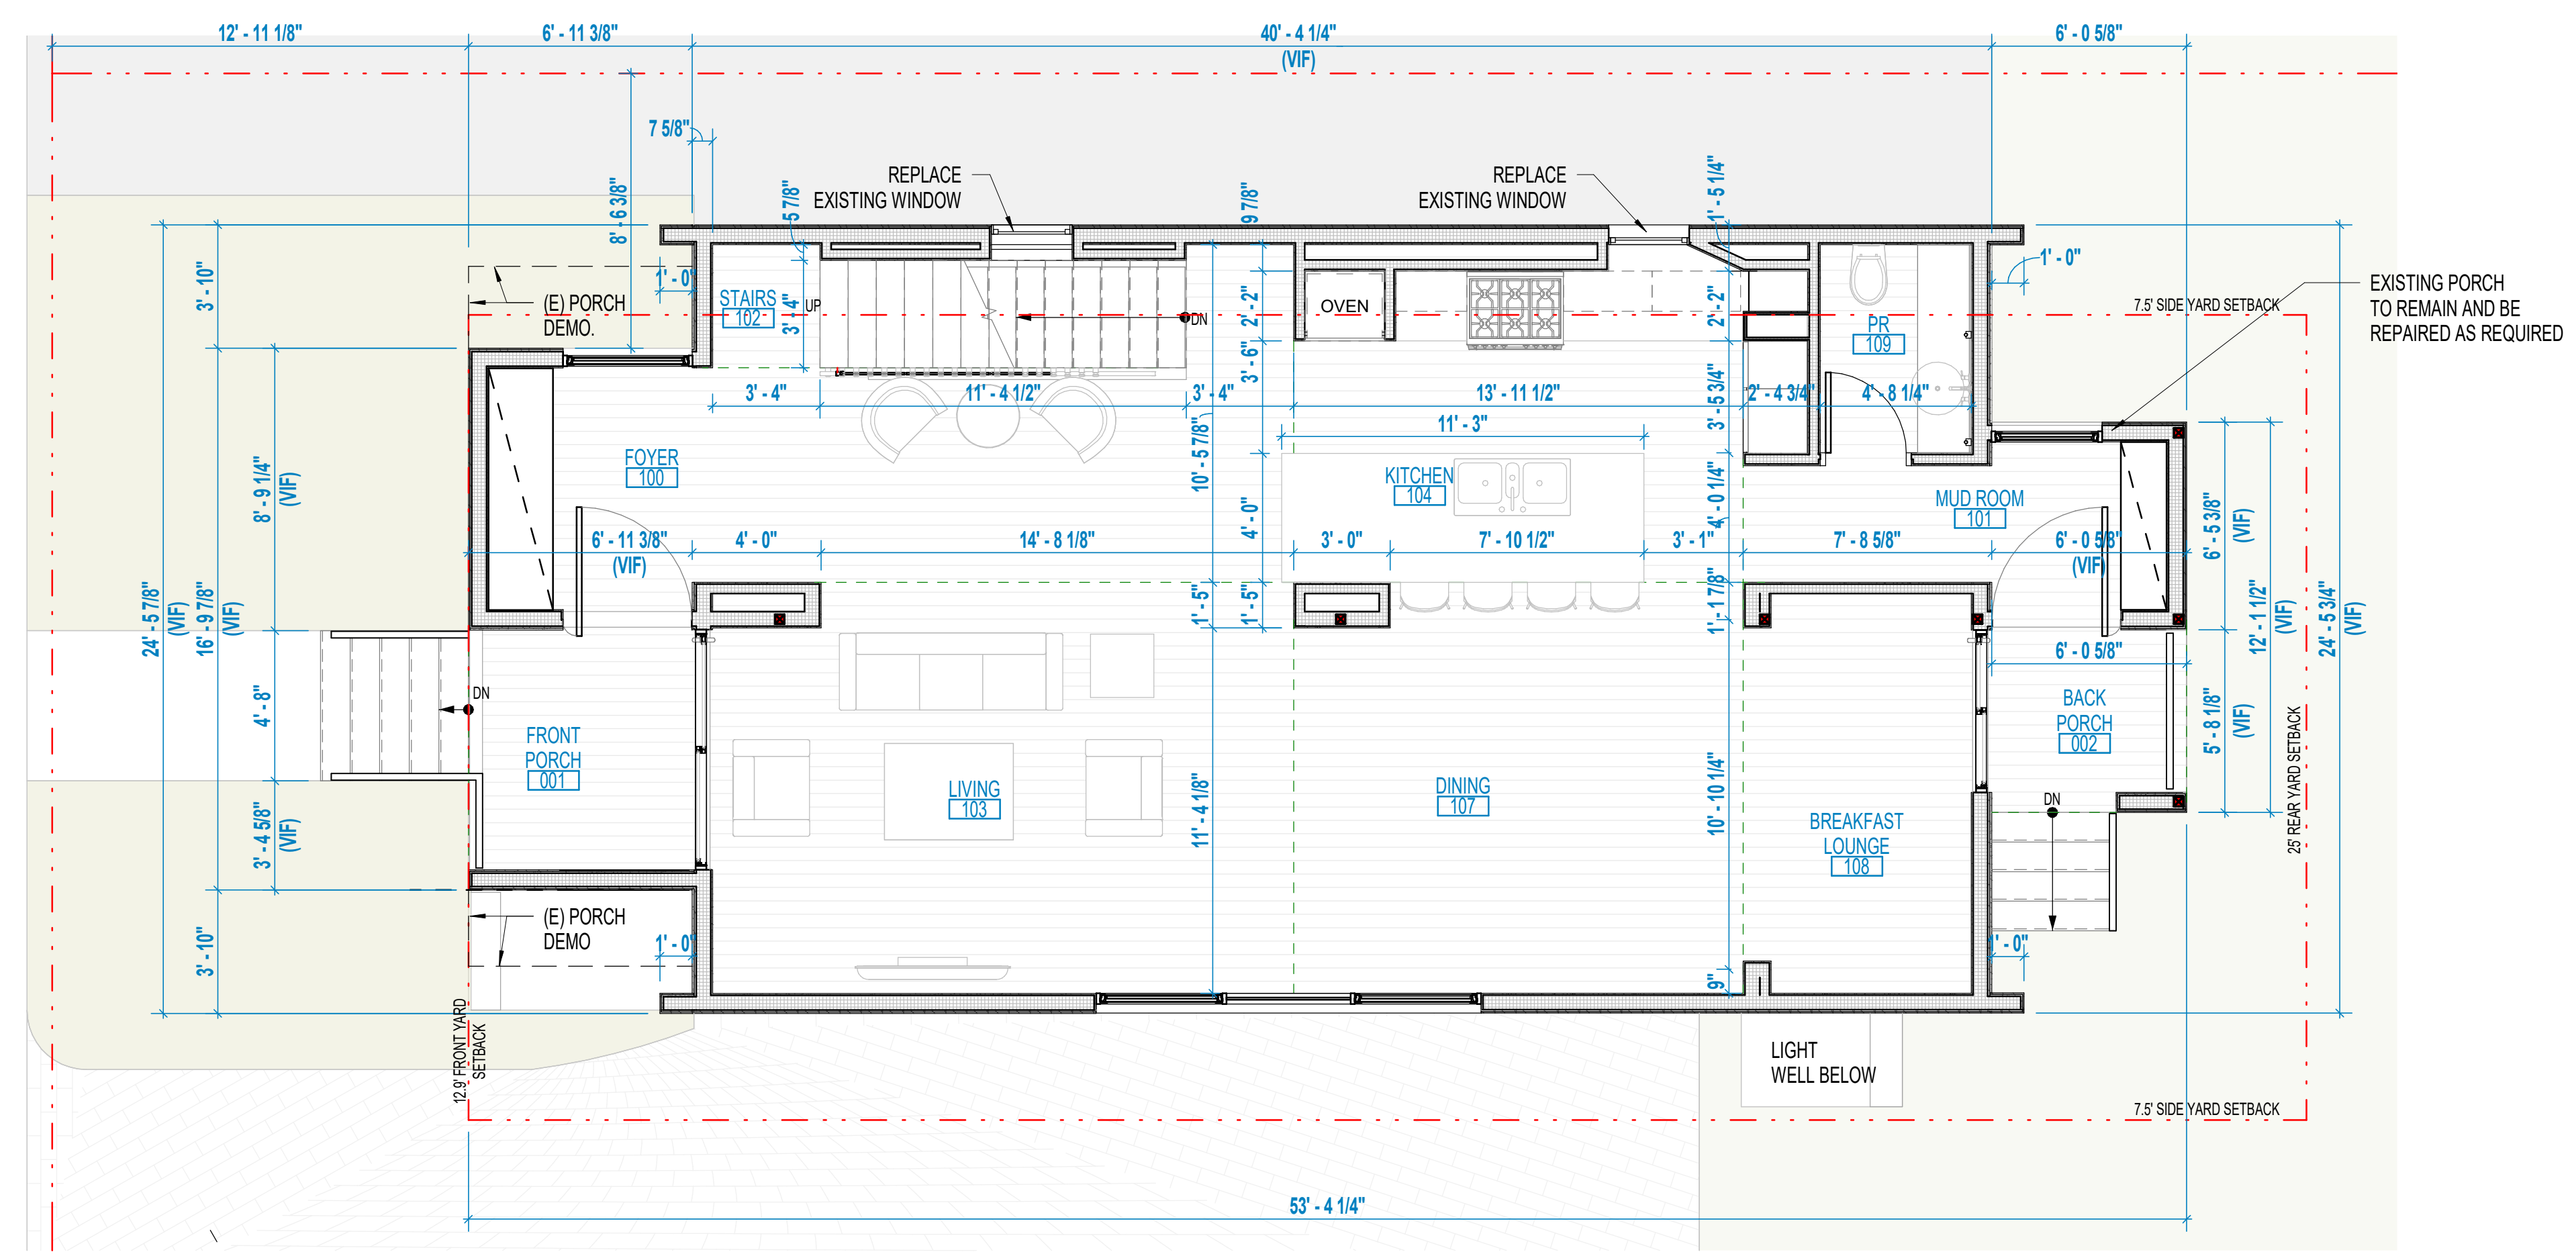 12' - 11 1/8"
6' - 11 3/8"
40' - 4 1/4"
(VIF)
6' - 0 5/8"
7 5/8"
8' - 6 3/8"
REPLACE
EXISTING WINDOW
REPLACE
EXISTING WINDOW
5 7/8"
9 7/8"
1' - 5 1/4"
1' - 0"
1' - 0"
EXISTING PORCH
TO REMAIN AND BE
REPAIRED AS REQUIRED
7.5' SIDE YARD SETBACK
(E) PORCH
DEMO.
3' - 10"
STAIRS
102
3' - 4"
UP
DN
OVEN
2' - 2"
2' - 2"
PR
109
3' - 6"
3' - 5 3/4"
3' - 4"
11' - 4 1/2"
3' - 4"
13' - 11 1/2"
2' - 4 3/4"
4' - 8 1/4"
11' - 3"
10' - 5 7/8"
FOYER
100
KITCHEN
104
MUD ROOM
101
8' - 9 1/4"
(VIF)
4' - 0"
4' - 0 1/4"
6' - 5 3/8"
(VIF)
6' - 11 3/8"
(VIF)
4' - 0"
14' - 8 1/8"
3' - 0"
7' - 10 1/2"
3' - 1"
7' - 8 5/8"
6' - 0 5/8"
(VIF)
24' - 5 7/8"
(VIF)
16' - 9 7/8"
(VIF)
1' - 5"
1' - 5"
1' - 1 7/8"
12' - 1 1/2"
(VIF)
24' - 5 3/4"
(VIF)
6' - 0 5/8"
4' - 8"
DN
FRONT
PORCH
001
BACK
PORCH
002
5' - 8 1/8"
(VIF)
25' REAR YARD SETBACK
LIVING
103
DINING
107
BREAKFAST
LOUNGE
108
DN
3' - 4 5/8"
(VIF)
11' - 4 1/8"
10' - 10 1/4"
(E) PORCH
DEMO
3' - 10"
1' - 0"
1' - 0"
9"
12.9' FRONT YARD
SETBACK
LIGHT
WELL BELOW
7.5' SIDE YARD SETBACK
53' - 4 1/4"